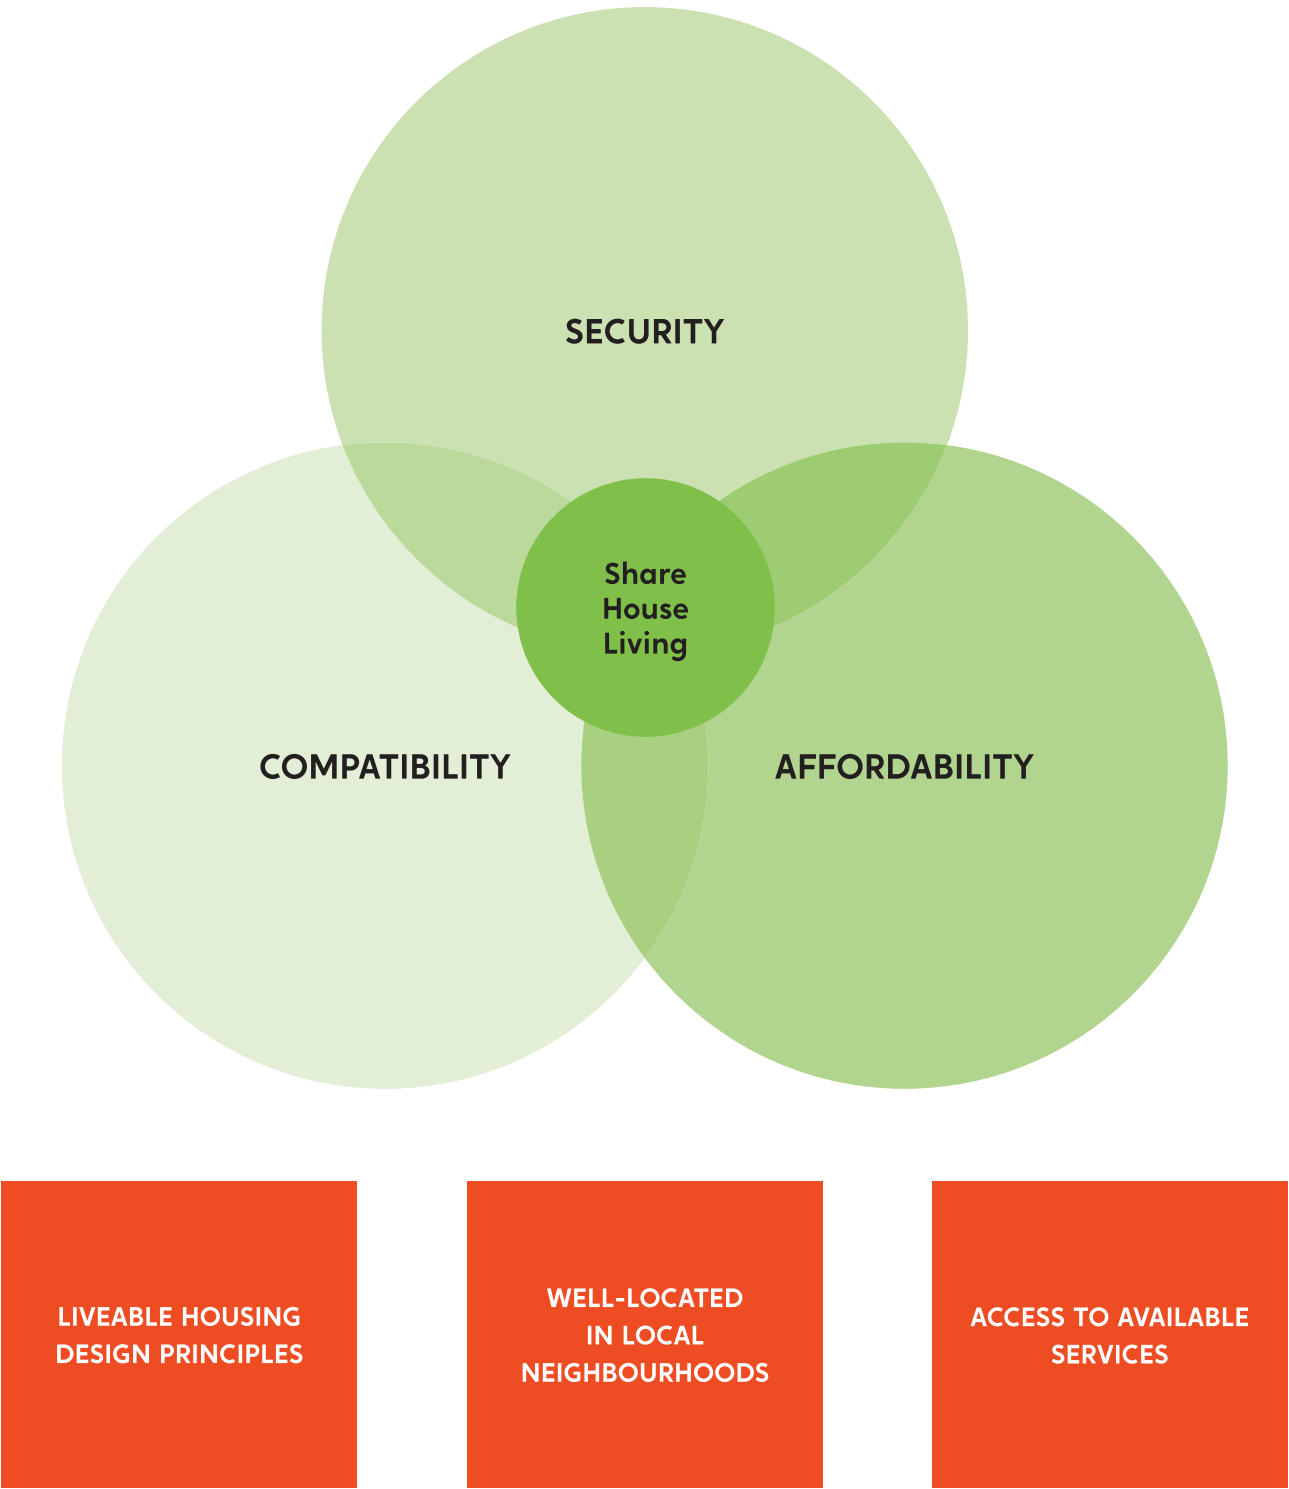 SECURITY
Share
House
Living
COMPATIBILITY
AFFORDABILITY
LIVEABLE HOUSING
DESIGN PRINCIPLES
WELL-LOCATED
IN LOCAL
NEIGHBOURHOODS
ACCESS TO AVAILABLE
SERVICES